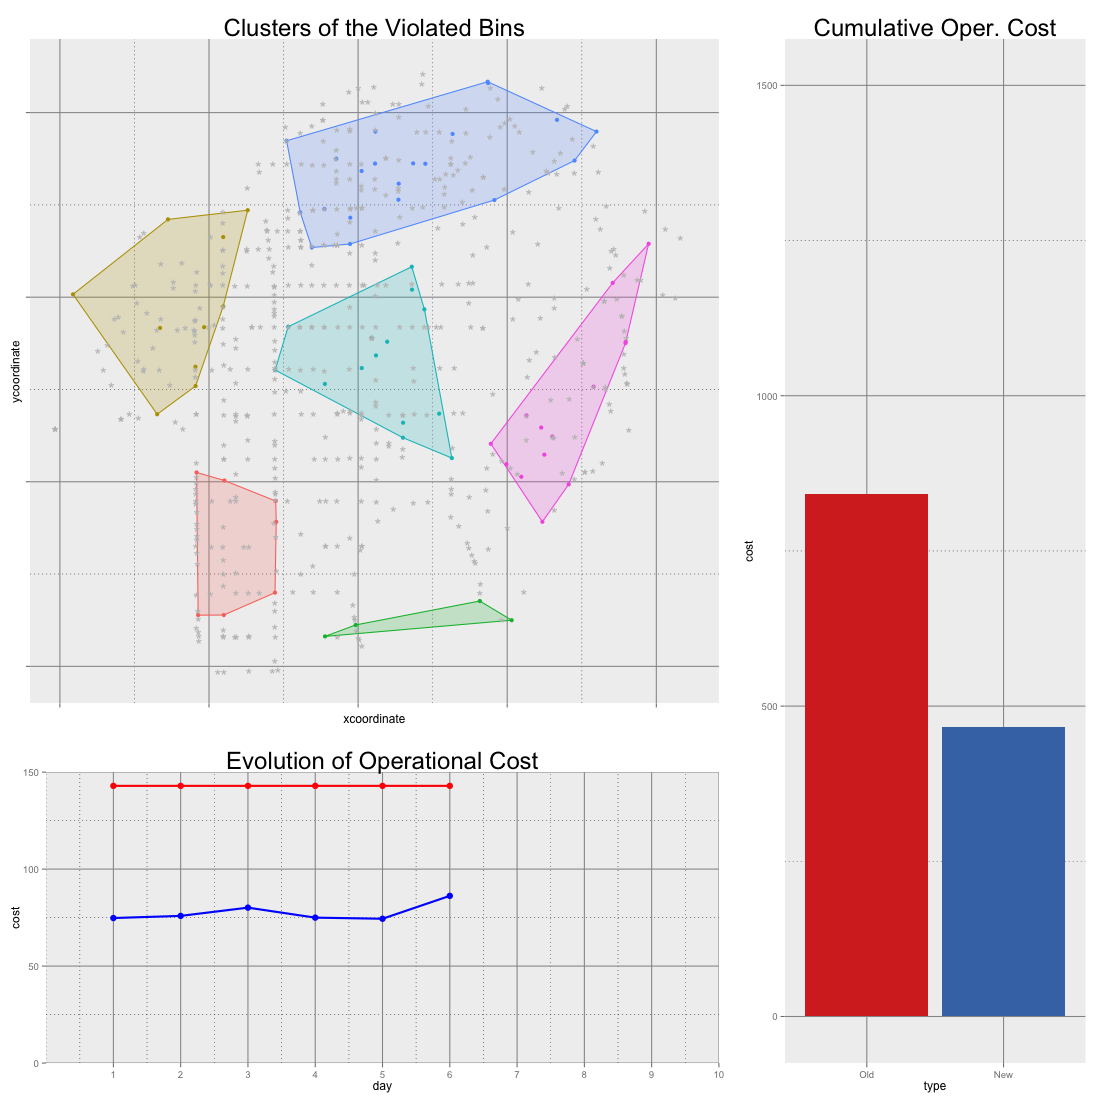 Clusters of the Violated Bins
ycoordinate
xcoordinate
Cumulative Oper. Cost
1500
1000
500
0
cost
Old New
type
Evolution of Operational Cost
150
100
50
0
cost
1 2 3 4 5 6 7 8 9 10
day